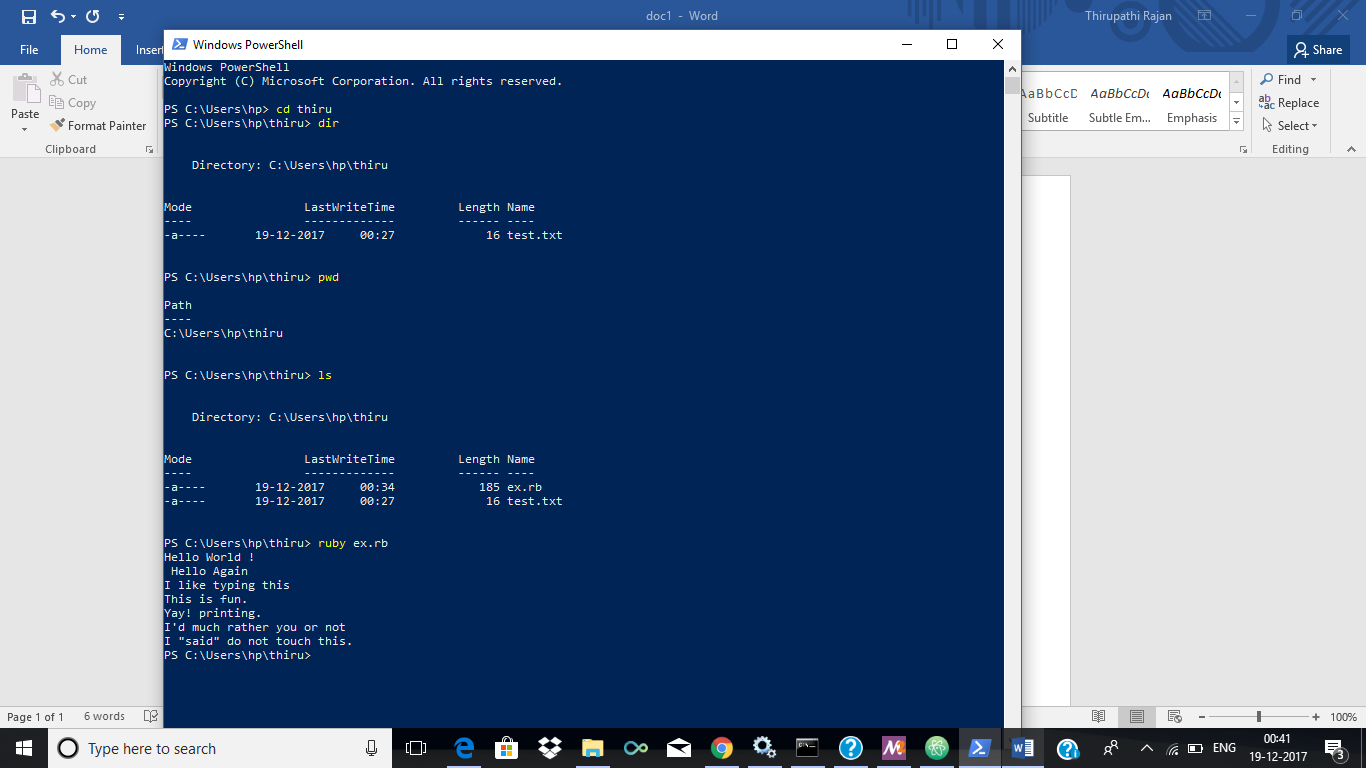 doc1 - Word
Thirupathi Rajan
File
Home
Insert
Share
Windows PowerShell
Cut
Copy
Format Painter
Paste
Clipboard
AaBbCcD
AaBbCcDc
AaBbCcDc
Subtitle
Subtle Em...
Emphasis
Find
Replace
Select
Editing
Windows PowerShell
Copyright (C) Microsoft Corporation. All rights reserved.
PS C:\Users\hp> cd thiru
PS C:\Users\hp\thiru> dir
Directory: C:\Users\hp\thiru
Mode LastWriteTime Length Name
---- ------------- ------ ----
-a---- 19-12-2017 00:27 16 test.txt
PS C:\Users\hp\thiru> pwd
Path
----
C:\Users\hp\thiru
PS C:\Users\hp\thiru> ls
Directory: C:\Users\hp\thiru
Mode LastWriteTime Length Name
---- ------------- ------ ----
-a---- 19-12-2017 00:34 185 ex.rb
-a---- 19-12-2017 00:27 16 test.txt
PS C:\Users\hp\thiru> ruby ex.rb
Hello World !
Hello Again
I like typing this
This is fun.
Yay! printing.
I'd much rather you or not
I "said" do not touch this.
PS C:\Users\hp\thiru>
Page 1 of 1 6 words
100%
Type here to search
ENG
00:41
19-12-2017
3